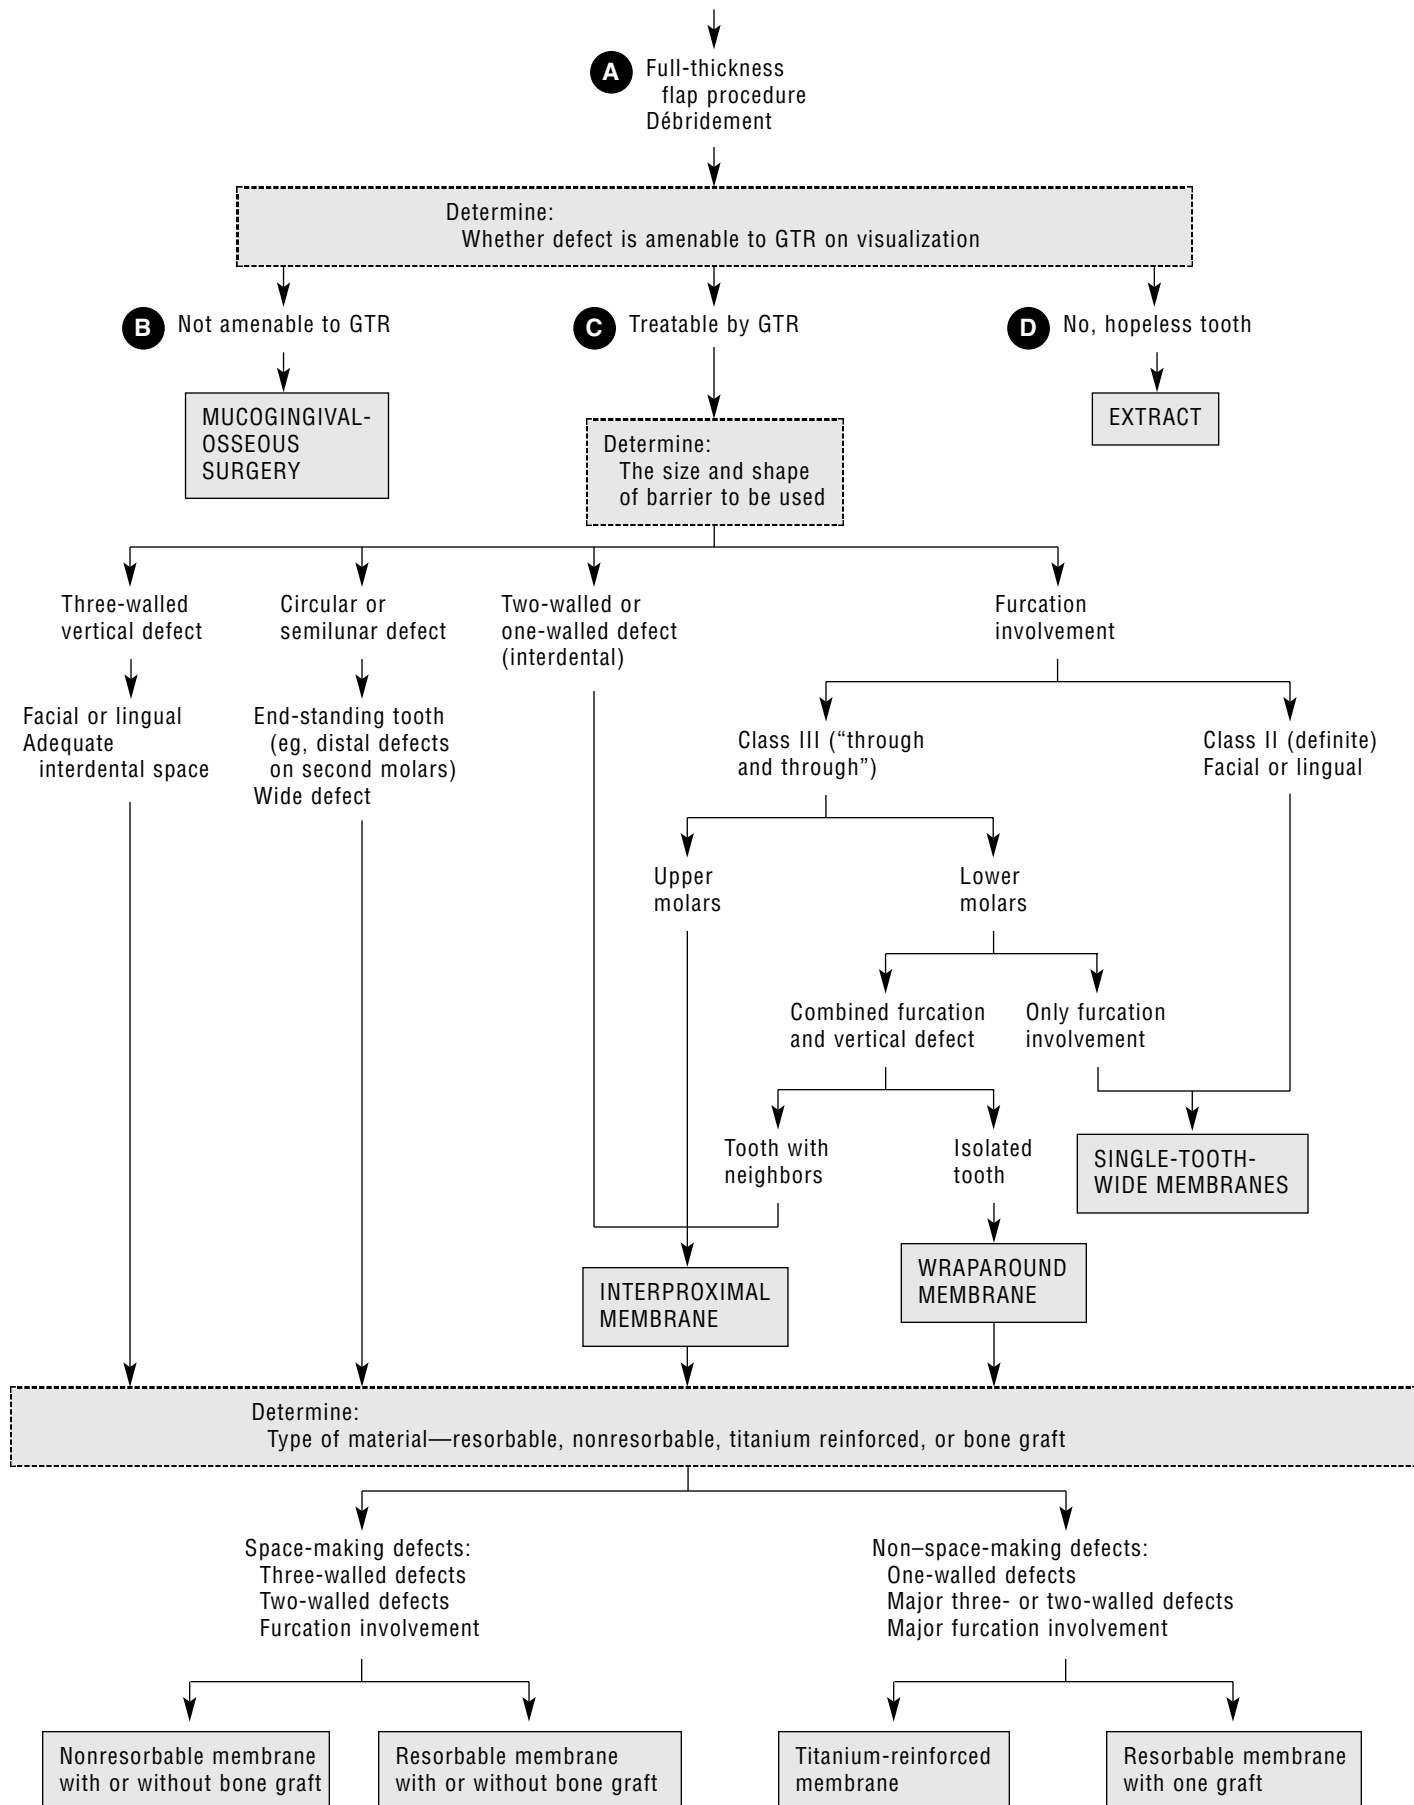 A
Full-thickness
flap procedure
Débridement
Determine:
Whether defect is amenable to GTR on visualization
B
Not amenable to GTR
C
Treatable by GTR
D
No, hopeless tooth
MUCOGINGIVAL-
OSSEOUS
SURGERY
Determine:
The size and shape
of barrier to be used
EXTRACT
Three-walled
vertical defect
Circular or
semilunar defect
Two-walled or
one-walled defect
(interdental)
Furcation
involvement
Facial or lingual
Adequate
interdental space
End-standing tooth
(eg, distal defects
on second molars)
Wide defect
Class III (“through
and through”)
Class II (definite)
Facial or lingual
Upper
molars
Lower
molars
Combined furcation
and vertical defect
Only furcation
involvement
Tooth with
neighbors
Isolated
tooth
SINGLE-TOOTH-
WIDE MEMBRANES
INTERPROXIMAL
MEMBRANE
WRAPAROUND
MEMBRANE
Determine:
Type of material—resorbable, nonresorbable, titanium reinforced, or bone graft
Space-making defects:
Three-walled defects
Two-walled defects
Furcation involvement
Non–space-making defects:
One-walled defects
Major three- or two-walled defects
Major furcation involvement
Nonresorbable membrane
with or without bone graft
Resorbable membrane
with or without bone graft
Titanium-reinforced
membrane
Resorbable membrane
with one graft